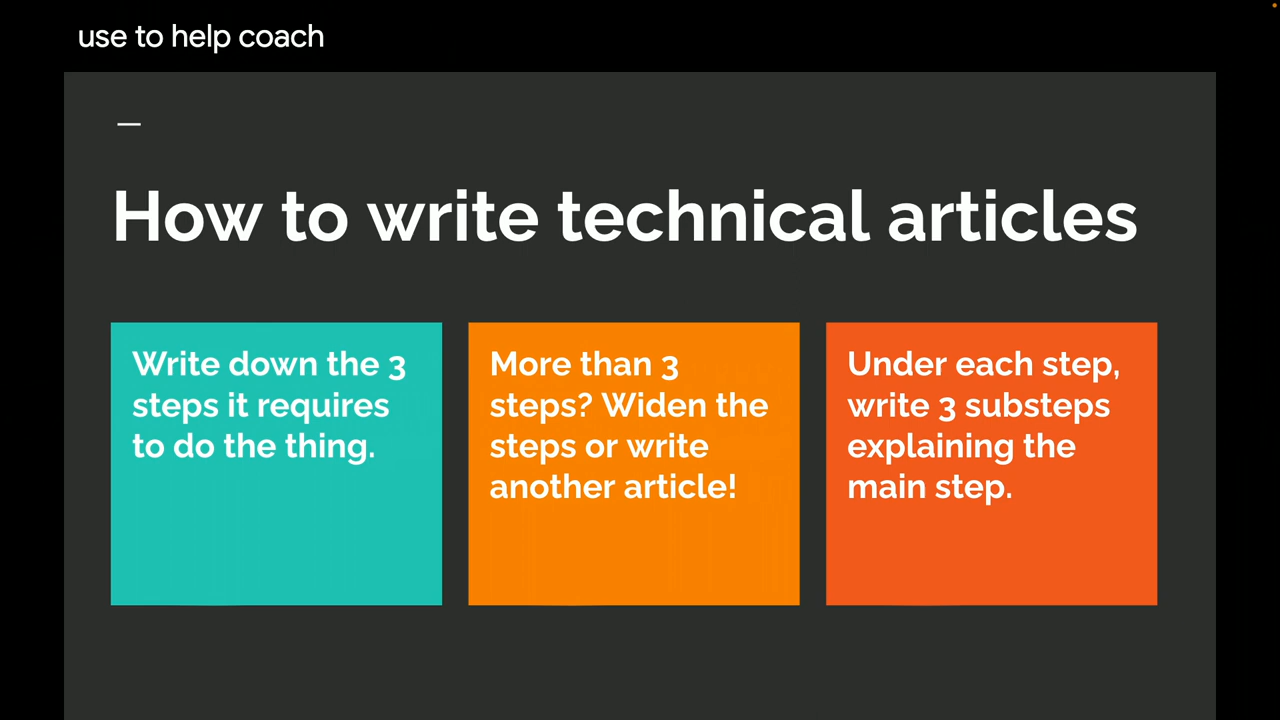 use to help coach
How to write technical articles
Write down the 3
steps it requires
to do the thing.
More than 3
steps? Widen the
steps or write
another article!
Under each step,
write 3 substeps
explaining the
main step.